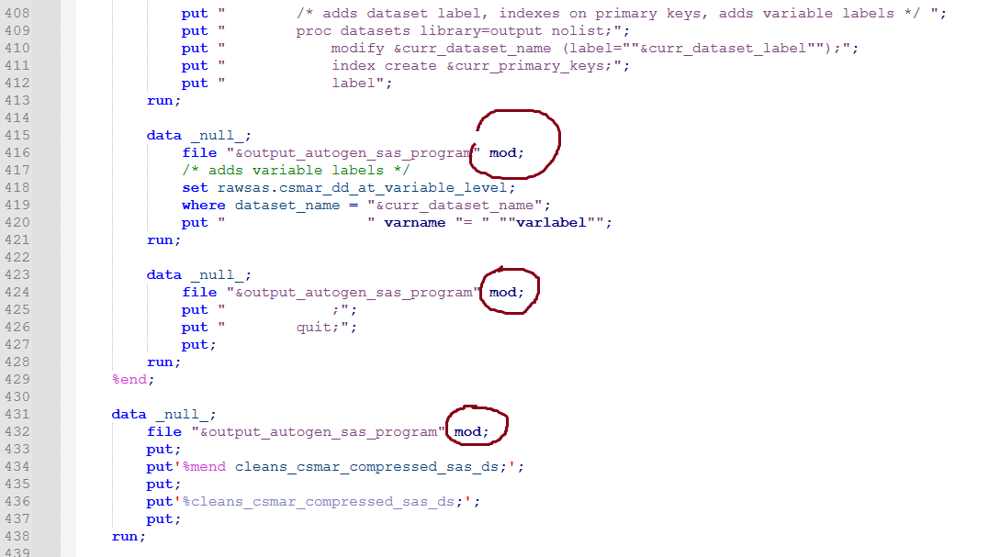 408             put "        /* adds dataset label, indexes on primary keys, adds variable labels */ ";
409             put "        proc datasets library=output nolist;";
410             put "            modify &curr_dataset_name (label=""&curr_dataset_label"");";
411             put "            index create &curr_primary_keys;";
412             put "            label";
413         run;
414
415         data _null_;
416             file "&output_autogen_sas_program" mod;
417             /* adds variable labels */
418             set rawsas.csmar_dd_at_variable_level;
419             where dataset_name = "&curr_dataset_name";
420             put "                " varname "= " ""varlabel"";
421         run;
422
423         data _null_;
424             file "&output_autogen_sas_program" mod;
425             put "            ;";
426             put "        quit;";
427             put;
428         run;
429     %end;
430
431     data _null_;
432         file "&output_autogen_sas_program" mod;
433         put;
434         put'%mend cleans_csmar_compressed_sas_ds;';
435         put;
436         put'%cleans_csmar_compressed_sas_ds;';
437         put;
438     run;
439